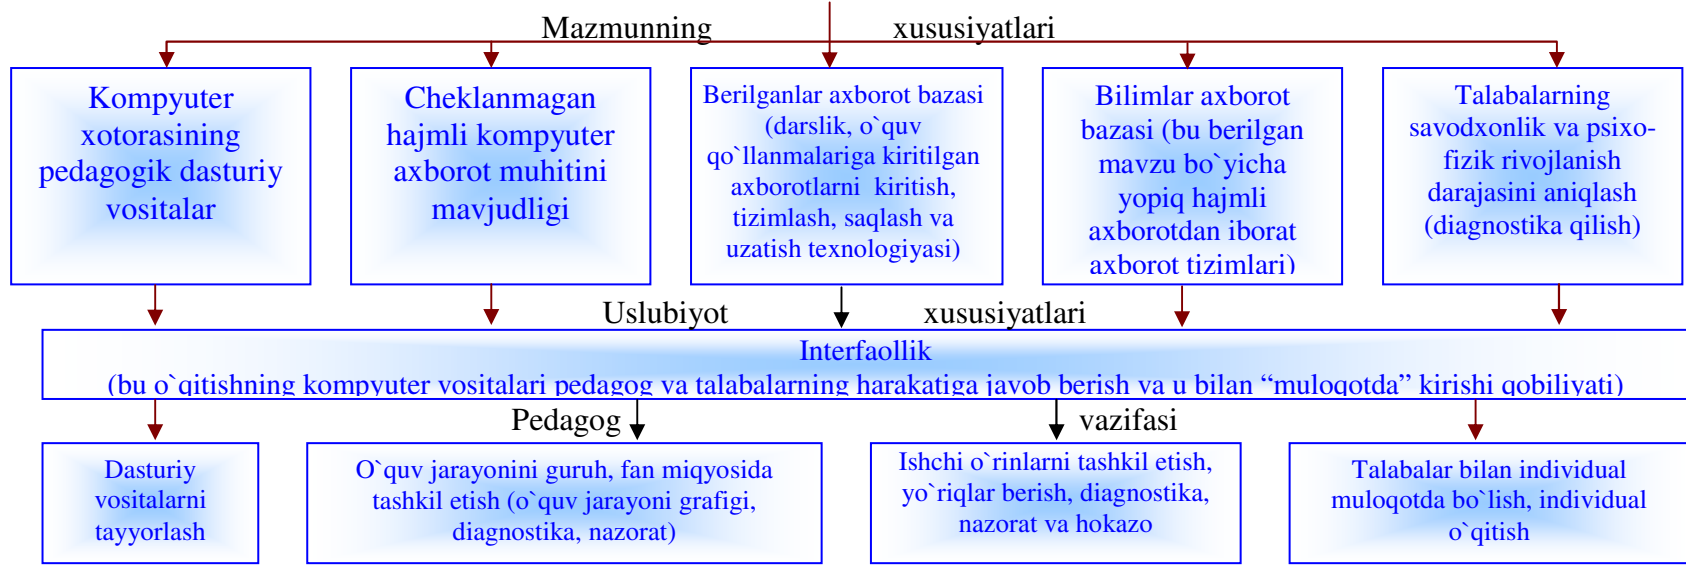 Mazmunning xususiyatlari
Kompyuter
xotorasining
pedagogik dasturiy
vositalar
Cheklanmagan
hajmli kompyuter
axborot muhitini
mavjudligi
Berilganlar axborot bazasi
(darslik, o`quv
qo`llanmalariga kiritilgan
axborotlarni kiritish,
tizimlash, saqlash va
uzatish texnologiyasi)
Bilimlar axborot
bazasi (bu berilgan
mavzu bo`yicha
yopiq hajmli
axborotdan iborat
axborot tizimlari)
Talabalarning
savodxonlik va psixo-
fizik rivojlanish
darajasini aniqlash
(diagnostika qilish)
Uslubiyot xususiyatlari
Interfaollik
(bu o`qitishning kompyuter vositalari pedagog va talabalarning harakatiga javob berish va u bilan “muloqotda” kirishi qobiliyati)
Pedagog vazifasi
Dasturiy
vositalarni
tayyorlash
O`quv jarayonini guruh, fan miqyosida
tashkil etish (o`quv jarayoni grafigi,
diagnostika, nazorat)
Ishchi o`rinlarni tashkil etish,
yo`riqlar berish, diagnostika,
nazorat va hokazo
Talabalar bilan individual
muloqotda bo`lish, individual
o`qitish